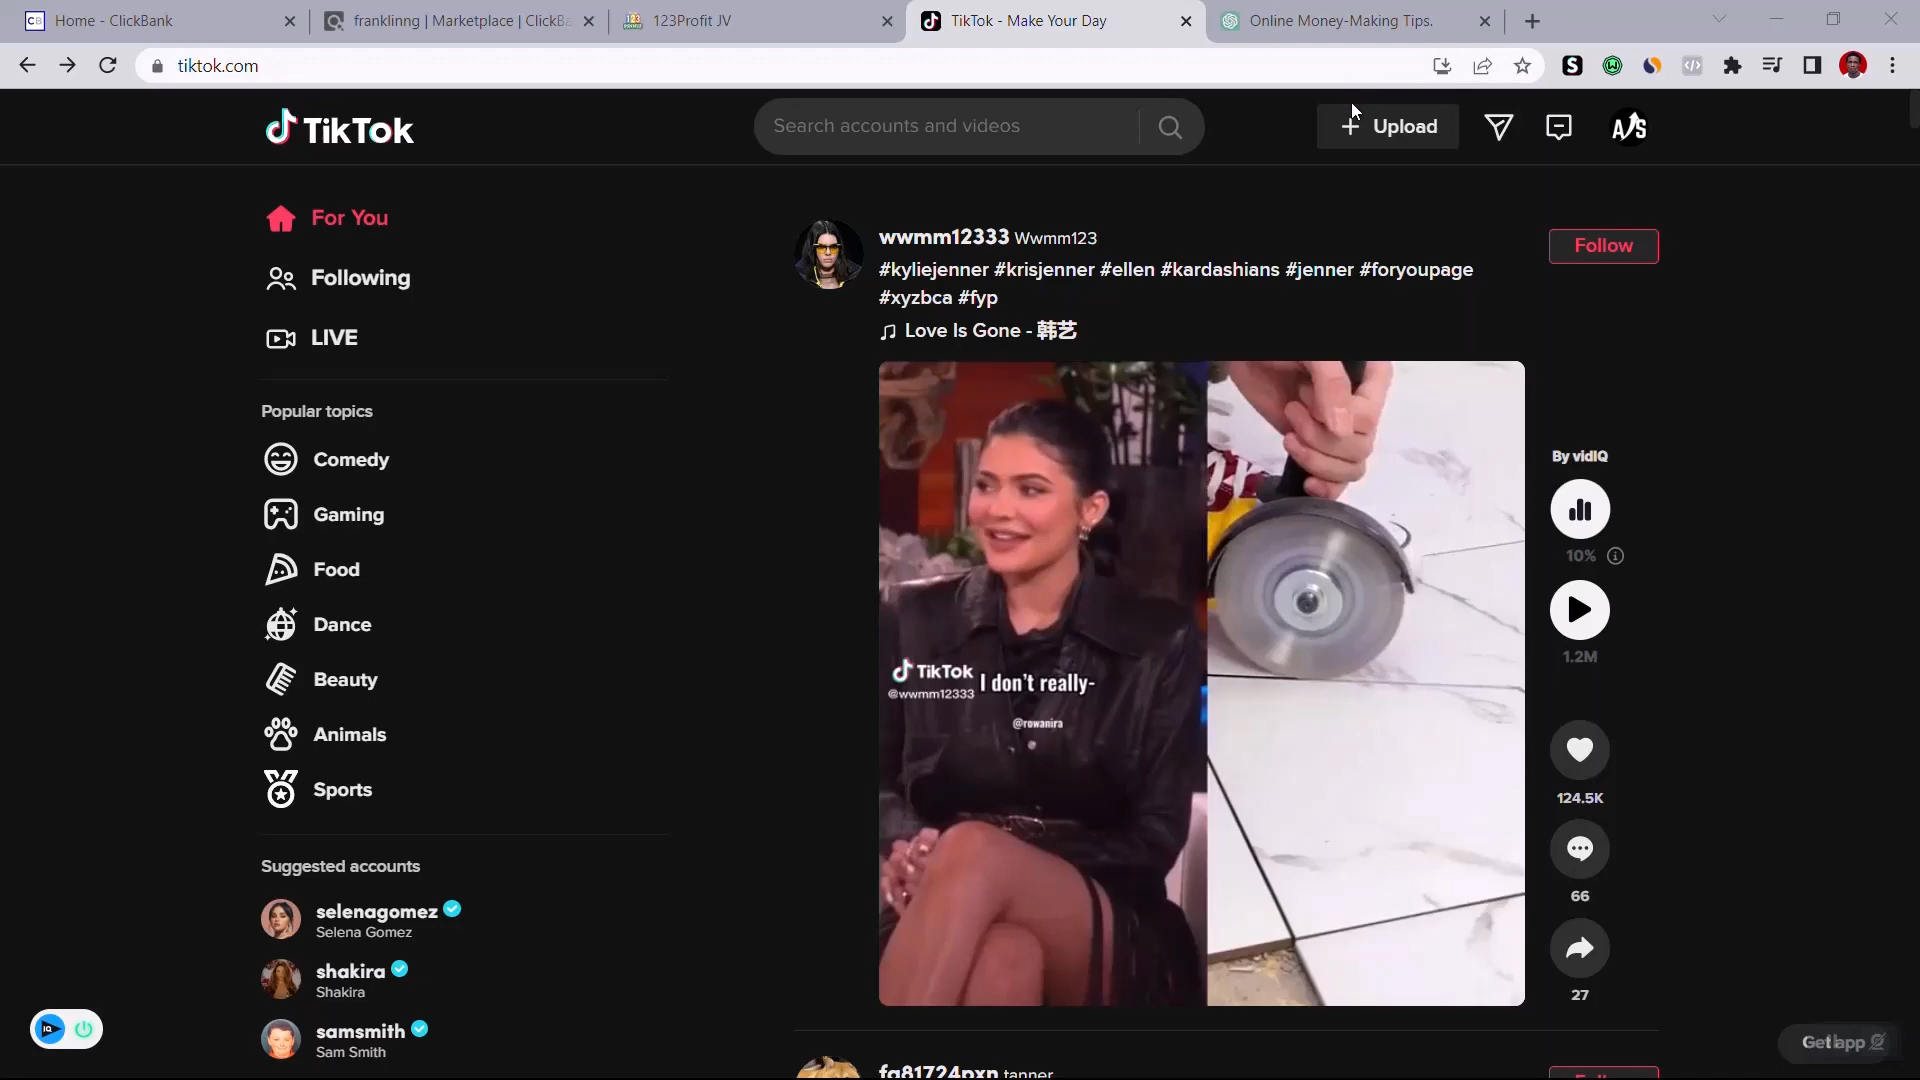 Home - ClickBank
franklinng | Marketplace | ClickBa
123Profit JV
TikTok - Make Your Day
Online Money-Making Tips.
tiktok.com
TikTok
Search accounts and videos
Upload
For You
Following
LIVE
Popular topics
Comedy
Gaming
Food
Dance
Beauty
Animals
Sports
Suggested accounts
selenagomez
Selena Gomez
shakira
Shakira
samsmith
Sam Smith
wwmm12333 Wwmm123
#kyliejenner #krisjenner #ellen #kardashians #jenner #foryoupage
#xyzbca #fyp
Love Is Gone - 韩艺
Follow
TikTok
@wwmm12333
I don't really-
@rowanira
By vidIQ
10%
1.2M
124.5K
66
27
Get app
fg81724pxn tanner